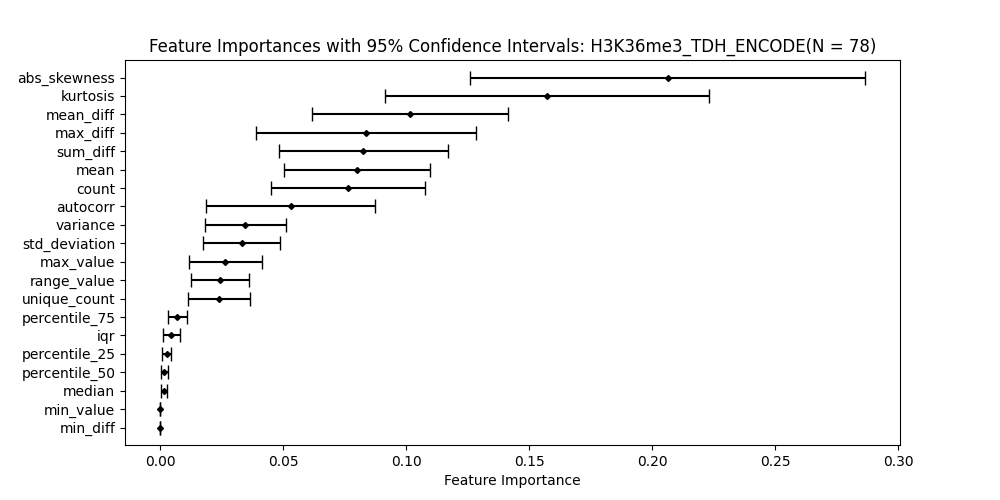 Feature Importances with 95% Confidence Intervals: H3K36me3_TDH_ENCODE(N = 78)
abs_skewness
kurtosis
mean_diff
max_diff
sum_diff
mean
count
autocorr
variance
std_deviation
max_value
range_value
unique_count
percentile_75
iqr
percentile_25
percentile_50
median
min_value
min_diff
0.00 0.05 0.10 0.15 0.20 0.25 0.30
Feature Importance